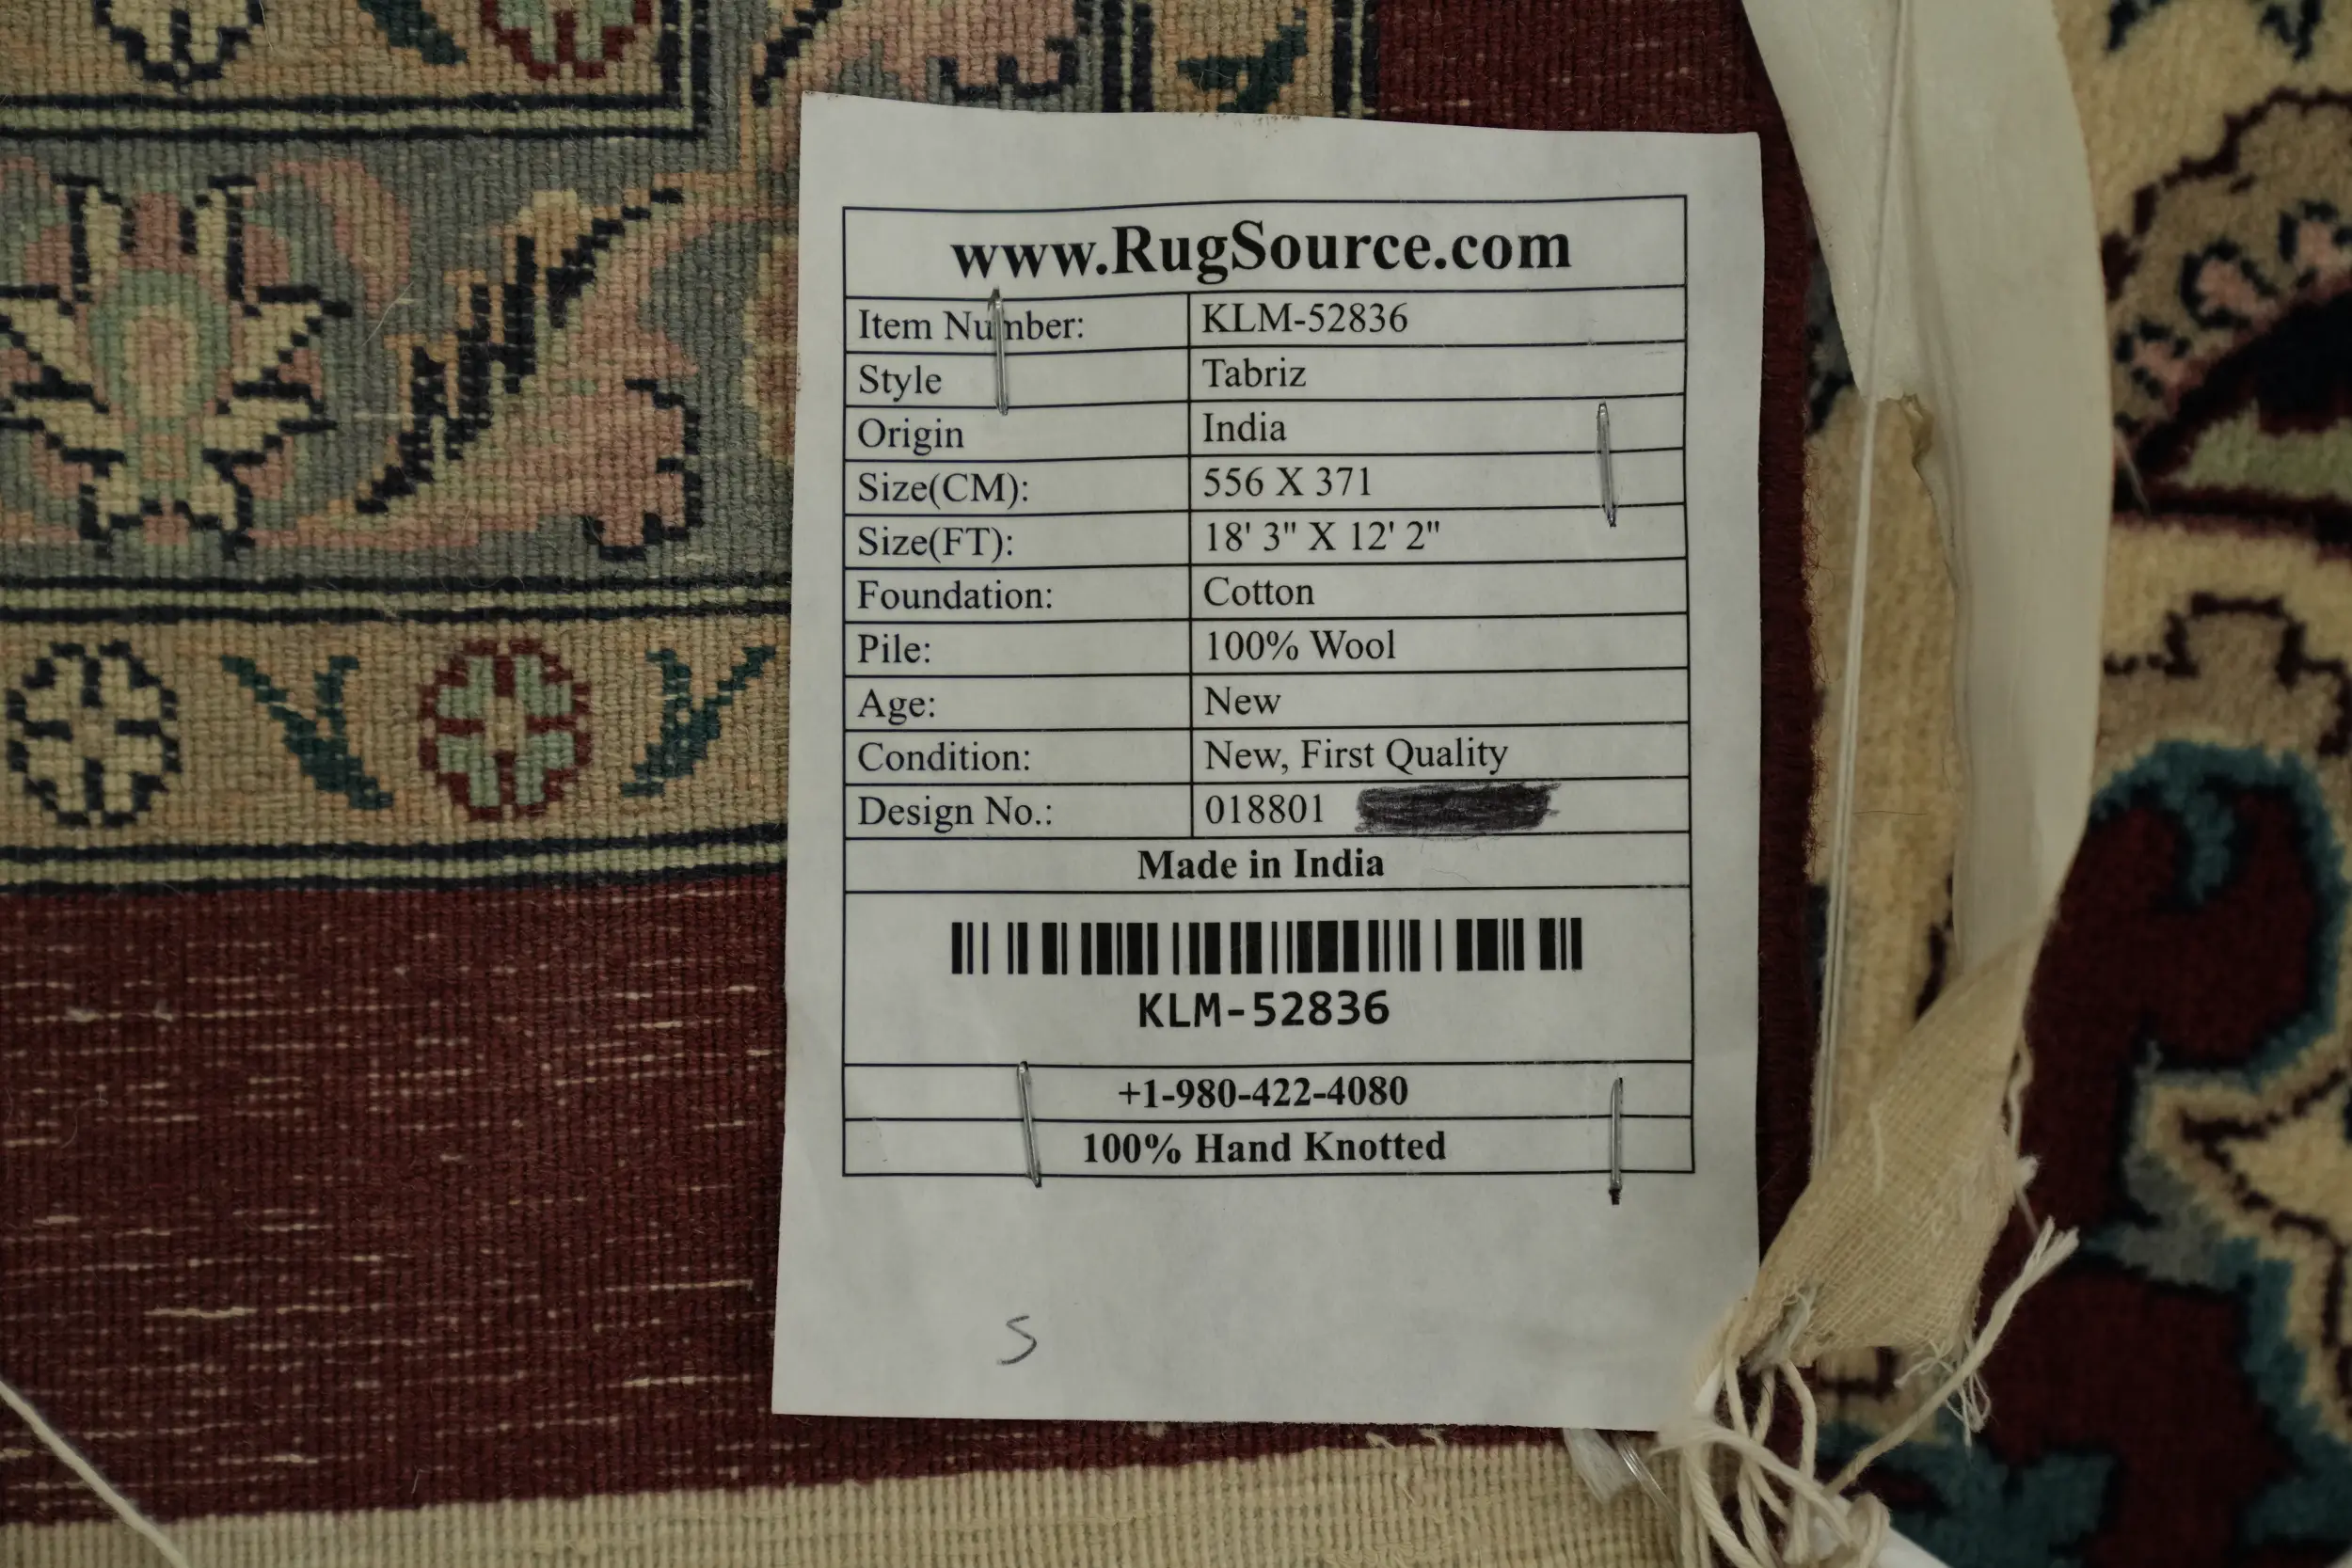 www.RugSource.com
Item Number: KLM-52836
Style Tabriz
Origin India
Size(CM): 556 X 371
Size(FT): 18' 3" X 12' 2"
Foundation: Cotton
Pile: 100% Wool
Age: New
Condition: New, First Quality
Design No.: 018801
Made in India
KLM-52836
+1-980-422-4080
100% Hand Knotted
S